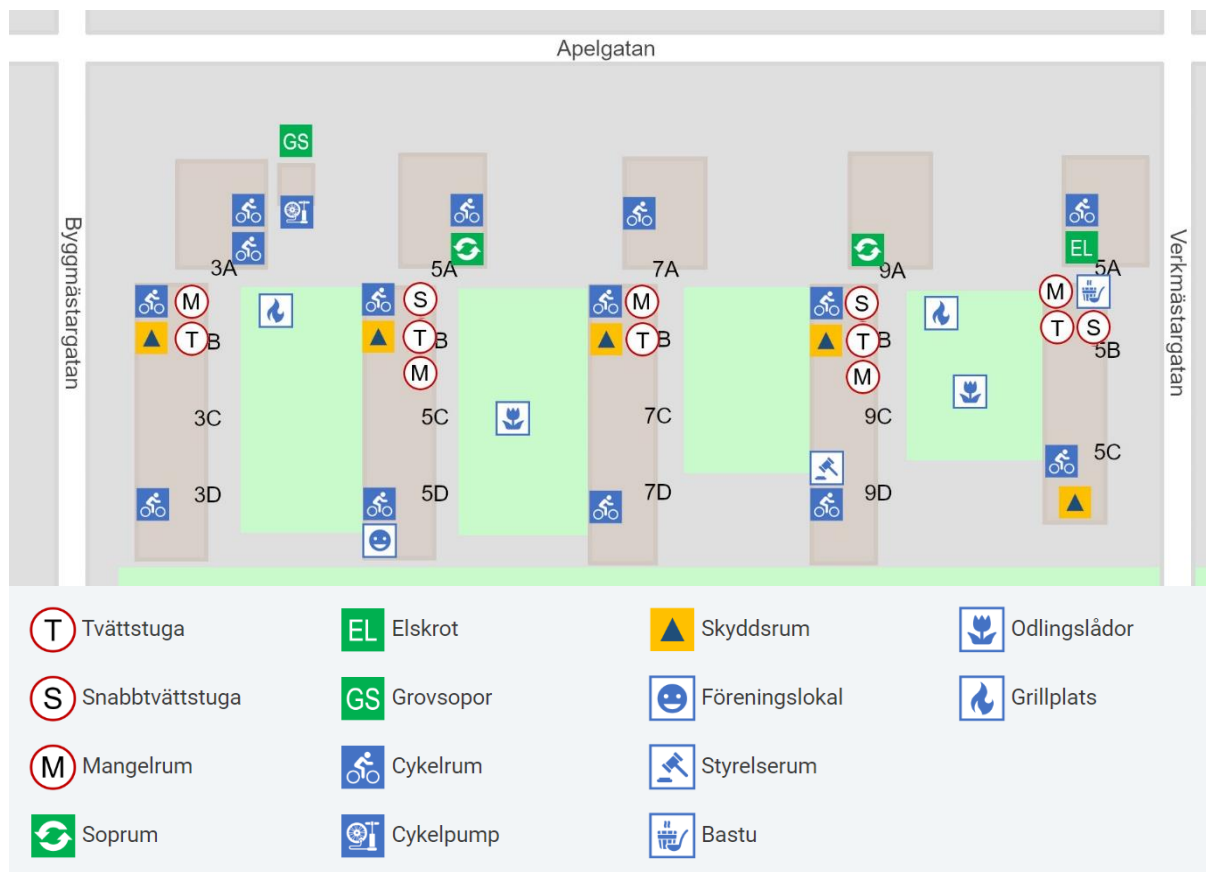 Apelgatan
GS
Byggmästargatan
Verkmästargatan
EL
3A
5A
7A
9A
5A
M
S
M
S
M
T B
T B
T B
T B
T S
5B
M
M
3C
5C
7C
9C
5C
3D
5D
7D
9D
T Tvättstuga
EL Elskrot
Skyddsrum
Odlingslådor
S Snabbtvättstuga
GS Grovsopor
Föreningslokal
Grillplats
M Mangelrum
Cykelrum
Styrelserum
Soprum
Cykelpump
Bastu